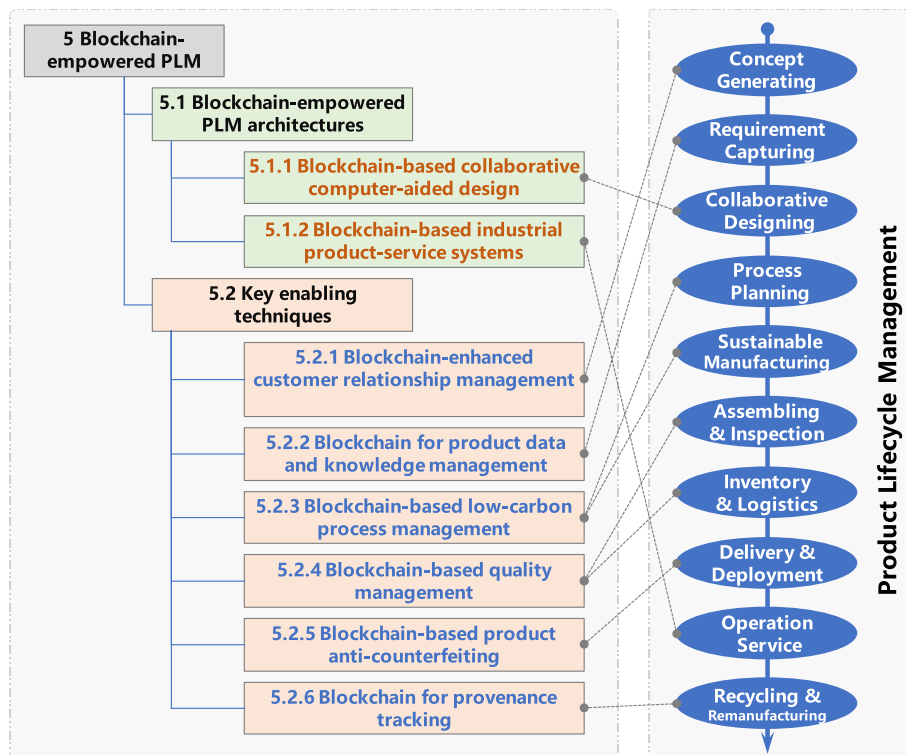 5 Blockchain-
empowered PLM
5.1 Blockchain-empowered
PLM architectures
5.1.1 Blockchain-based collaborative
computer-aided design
5.1.2 Blockchain-based industrial
product-service systems
5.2 Key enabling
techniques
5.2.1 Blockchain-enhanced
customer relationship management
5.2.2 Blockchain for product data
and knowledge management
5.2.3 Blockchain-based low-carbon
process management
5.2.4 Blockchain-based quality
management
5.2.5 Blockchain-based product
anti-counterfeiting
5.2.6 Blockchain for provenance
tracking
Concept
Generating
Requirement
Capturing
Collaborative
Designing
Process
Planning
Sustainable
Manufacturing
Assembling
& Inspection
Inventory
& Logistics
Delivery &
Deployment
Operation
Service
Recycling &
Remanufacturing
Product Lifecycle Management